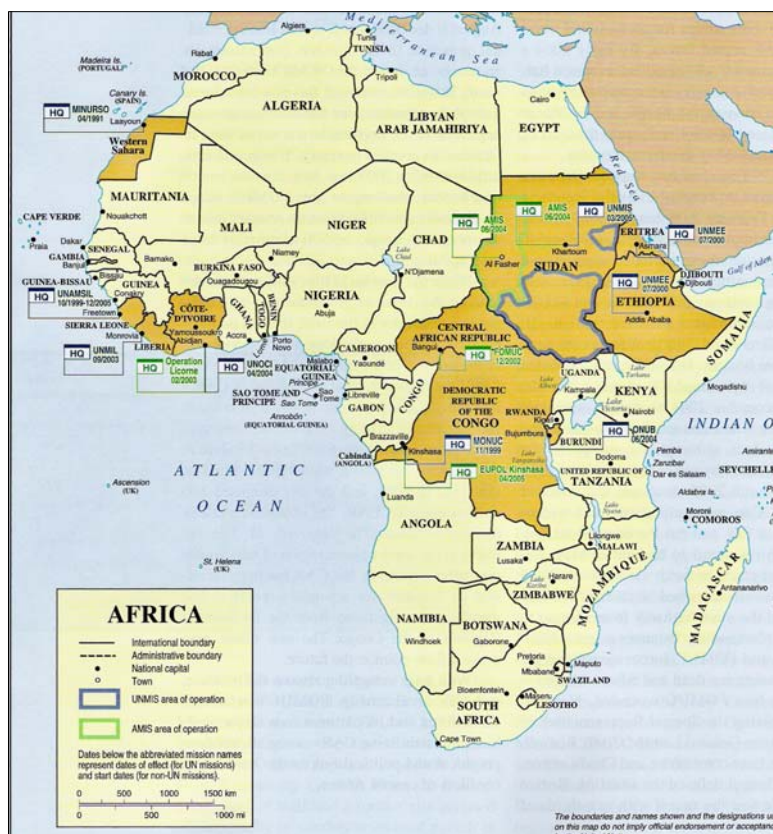 Mediterranean Sea
Algiers
Tunis
TUNISIA
Madeira Is.
(PORTUGAL)
Rabat
MOROCCO
Tripoli
Canary Is.
(SPAIN)
Cairo
ALGERIA
LIBYAN
ARAB JAMAHIRIYA
EGYPT
HQ MINURSO
04/1991
Laayoun
Western
Sahara
Red Sea
MAURITANIA
Nouakchott
MALI
NIGER
CHAD
HQ AMIS
06/2004
HQ AMIS
06/2004
HQ UNMIS
03/2005
CAPE VERDE
Praia
Dakar
SENEGAL
GAMBIA
Banjul
Bamako
Niamey
Lake
Chad
N'Djamena
Al Fasher
Khartoum
SUDAN
ERITREA
Asmara
HQ UNMEE
07/2000
GUINEA-BISSAU
Bissau
GUINEA
Conakry
BURKINA FASO
Ouagadougou
DJIBOUTI
Djibouti
Gulf of Aden
HQ UNAMSIL
10/1999-12/2005
Freetown
SIERRA LEONE
CÔTE-
D'IVOIRE
Yamoussoukro
Abidjan
GHANA
TOGO
BENIN
NIGERIA
Abuja
HQ UNMEE
07/2000
ETHIOPIA
Addis Ababa
SOMALIA
Monrovia
LIBERIA
Accra
Lome
Porto
Novo
CENTRAL
AFRICAN REPUBLIC
Bangui
HQ UNMIL
09/2003
HQ Operation
Licorne
02/2003
HQ UNOCI
04/2004
Malabo
EQUATORIAL
GUINEA
CAMEROON
Yaoundé
HQ FOMUC
12/2002
Principe
SAO TOME AND
PRINCIPE
Sao
Tome
Sao Tome
Libreville
GABON
CONGO
DEMOCRATIC
REPUBLIC
OF THE
CONGO
UGANDA
Kampala
Lake
Albert
Lake
Turkana
KENYA
Nairobi
Mogadishu
Annobón
(EQUATORIAL GUINEA)
RWANDA
Kigali
Lake
Victoria
INDIAN O
Brazzaville
Cabinda
(ANGOLA)
Kinshasa
HQ MONUC
11/1999
Bujumbura
BURUNDI
HQ ONUB
06/2004
Pemba
Zanzibar
Amirante
SEYCHELLE
ATLANTIC
OCEAN
HQ EUPOL Kinshasa
04/2005
Lake
Tanganyika
Dodoma
UNITED REPUBLIC OF
TANZANIA
Dar es Salaam
Ascension
(UK)
Luanda
Aldabra Is.
ANGOLA
Lake
Nyasa
Moroni
COMOROS
St. Helena
(UK)
ZAMBIA
Lusaka
Lilongwe
MALAWI
Lake
Kariba
Harare
ZIMBABWE
MOZAMBIQUE
MADAGASCAR
Antananarivo
NAMIBIA
Windhoek
BOTSWANA
Gaborone
Pretoria
Mbabane
Maputo
SWAZILAND
Bloemfontein
Maseru
LESOTHO
SOUTH
AFRICA
Cape Town
AFRICA
International boundary
Administrative boundary
National capital
Town
UNMIS area of operation
AMIS area of operation
Dates below the abbreviated mission names
represent dates of effect (for UN missions)
and start dates (for non-UN missions).
0 500 1000 1500 km
0 500 1000 mi
The boundaries and names shown and the designations u
on this map do not imply official endorsement or acceptanc